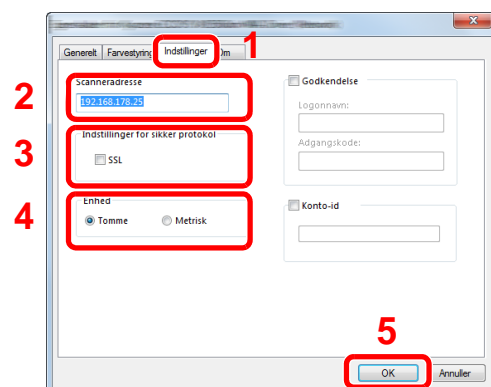 Generelt Farvestyring Indstillinger Om
1
2
Scanneradresse
192.168.178.25
3
Indstillinger for sikker protokol
SSL
4
Enhed
Tomme Metrisk
Godkendelse
Logonnavn:
Adgangskode:
Konto-id
5
OK Annuller